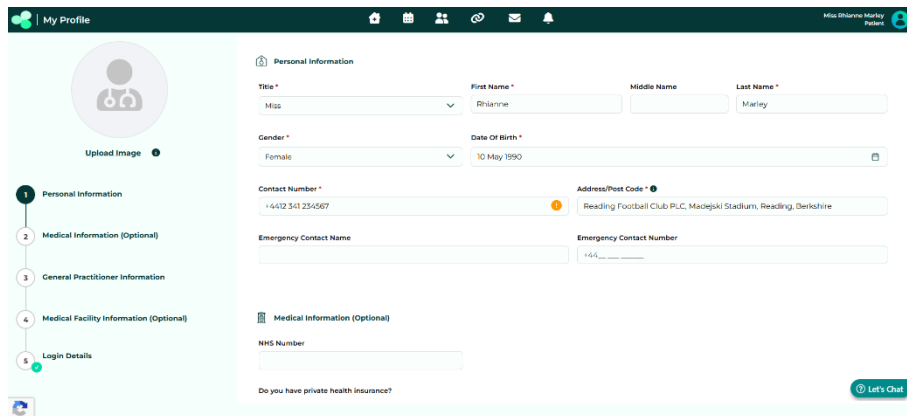 My Profile
Miss Rhianne Marley
Patient
Upload Image
1 Personal Information
2 Medical Information (Optional)
3 General Practitioner Information
4 Medical Facility Information (Optional)
5 Login Details
Personal Information
Title * First Name * Middle Name Last Name *
Miss Rhianne Marley
Gender * Date Of Birth *
Female 10 May 1990
Contact Number * Address/Post Code *
+4412 341 234567 Reading Football Club PLC, Madejski Stadium, Reading, Berkshire
Emergency Contact Name Emergency Contact Number
+44__ ___ ______
Medical Information (Optional)
NHS Number
Do you have private health insurance?
Let's Chat